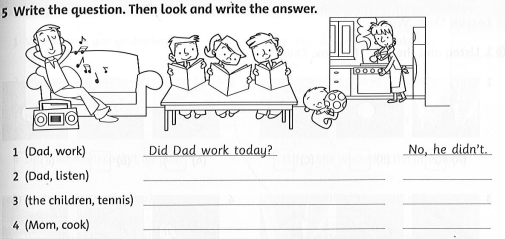 5 Write the question. Then look and write the answer.
1 (Dad, work) Did Dad work today? No, he didn't.
2 (Dad, listen)
3 (the children, tennis)
4 (Mom, cook)